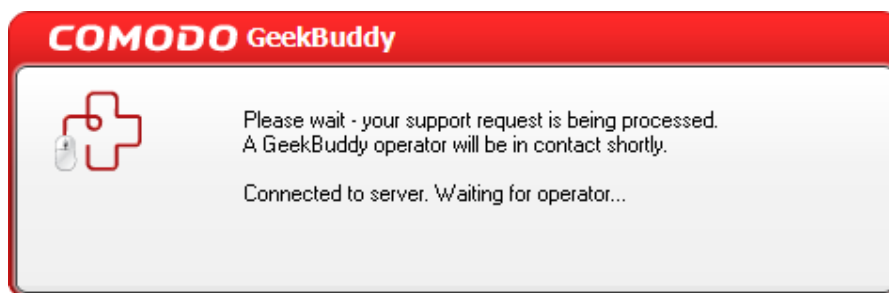 COMODO GeekBuddy
Please wait - your support request is being processed.
A GeekBuddy operator will be in contact shortly.
Connected to server. Waiting for operator...